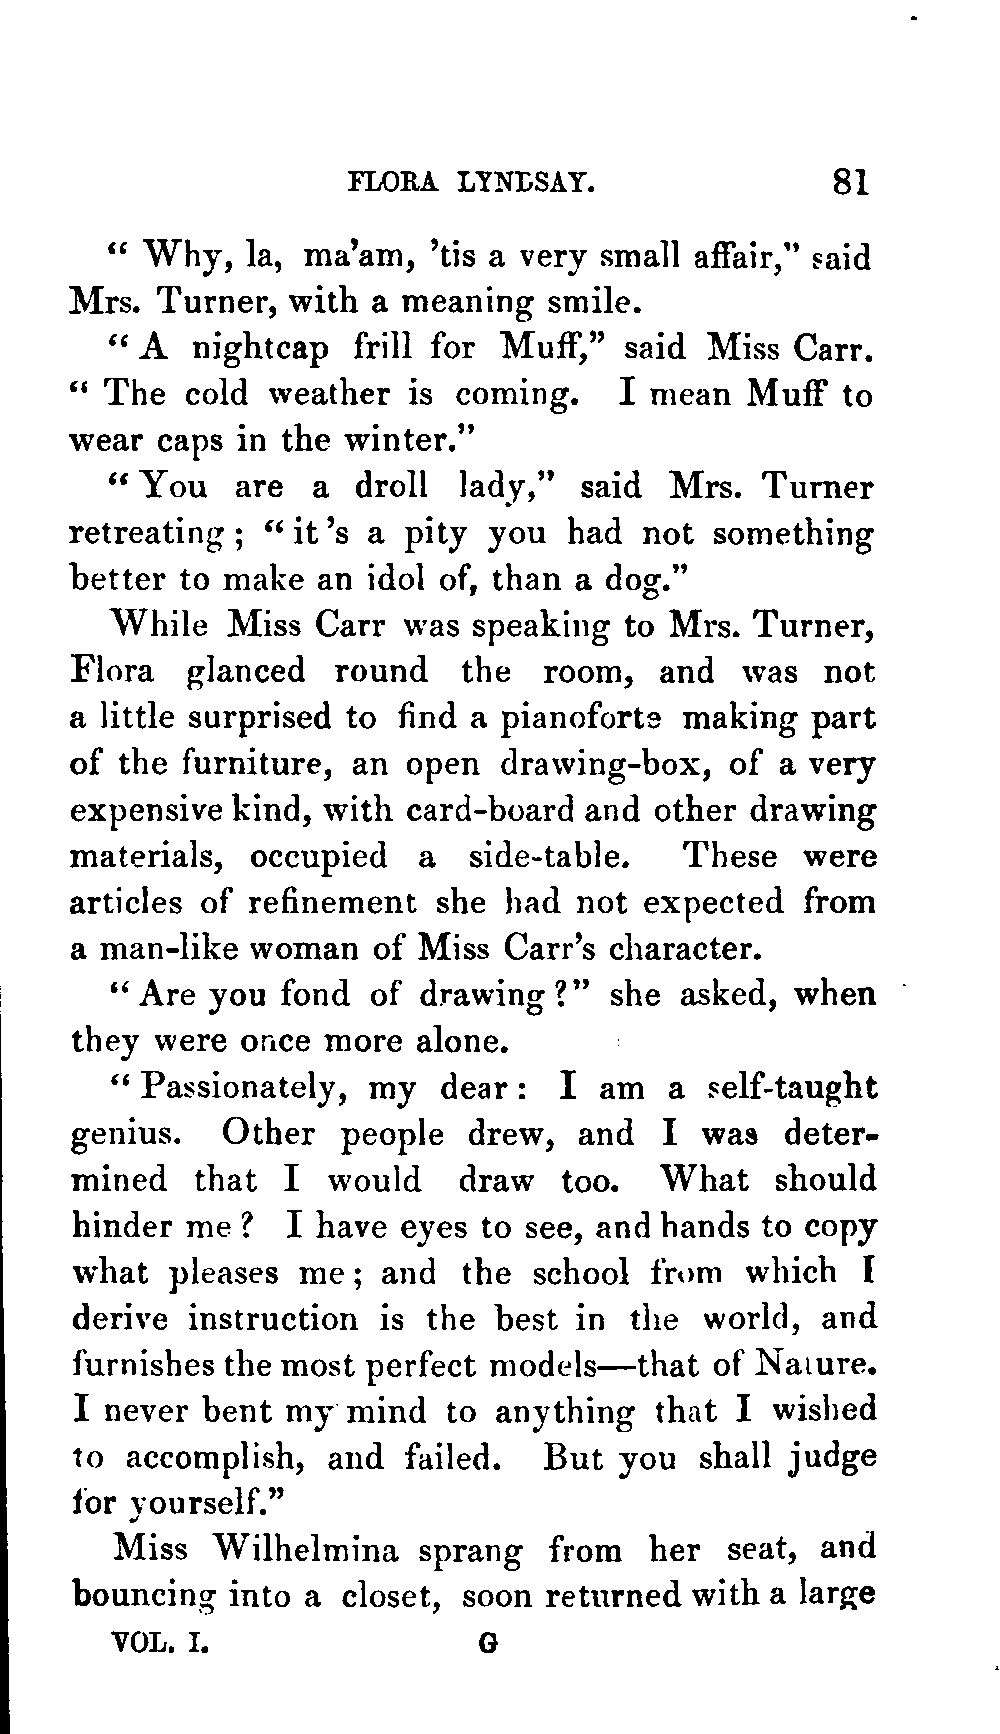 FLORA LYNDSAY. 81
“ Why, la, ma’am, ’tis a very small affair,” said
Mrs. Turner, with a meaning smile.
“ A nightcap frill for Muff,” said Miss Carr.
“ The cold weather is coming. I mean Muff to
wear caps in the winter.”
“ You are a droll lady,” said Mrs. Turner
retreating ; “ it ’s a pity you had not something
better to make an idol of, than a dog.”
While Miss Carr was speaking to Mrs. Turner,
Flora glanced round the room, and was not
a little surprised to find a pianoforte making part
of the furniture, an open drawing-box, of a very
expensive kind, with card-board and other drawing
materials, occupied a side-table. These were
articles of refinement she had not expected from
a man-like woman of Miss Carr’s character.
“ Are you fond of drawing ?” she asked, when
they were once more alone.
“ Passionately, my dear : I am a self-taught
genius. Other people drew, and I was deter-
mined that I would draw too. What should
hinder me ? I have eyes to see, and hands to copy
what pleases me ; and the school from which I
derive instruction is the best in the world, and
furnishes the most perfect models—that of Nature.
I never bent my mind to anything that I wished
to accomplish, and failed. But you shall judge
for yourself.”
Miss Wilhelmina sprang from her seat, and
bouncing into a closet, soon returned with a large
VOL. I. G